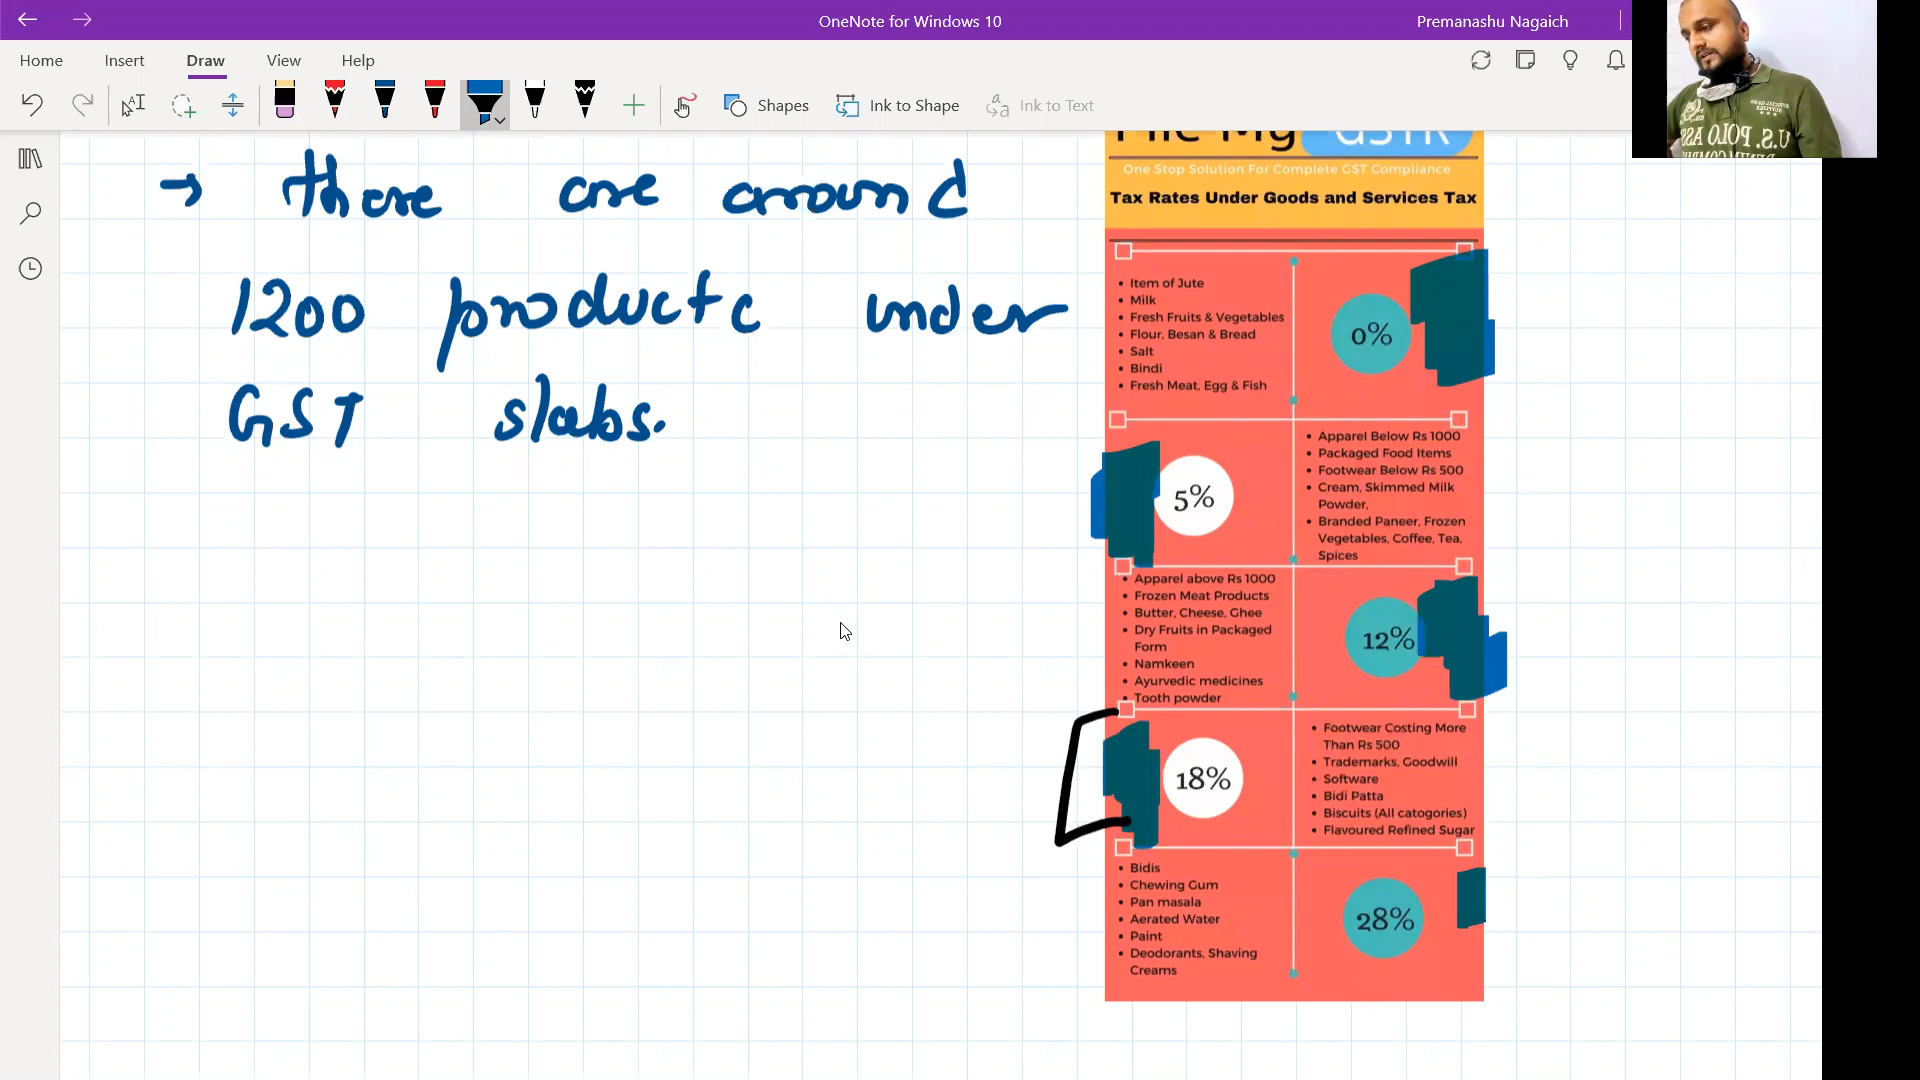 OneNote for Windows 10
Premanashu Nagaich
Home Insert Draw View Help
Shapes Ink to Shape Ink to Text
→ there are around
1200 products under
GST slabs.
File My GSTR
One Stop Solution For Complete GST Compliance
Tax Rates Under Goods and Services Tax
• Item of Jute
• Milk
• Fresh Fruits & Vegetables
• Flour, Besan & Bread
• Salt
• Bindi
• Fresh Meat, Egg & Fish
0%
5%
• Apparel Below Rs 1000
• Packaged Food Items
• Footwear Below Rs 500
• Cream, Skimmed Milk
Powder,
• Branded Paneer, Frozen
Vegetables, Coffee, Tea,
Spices
• Apparel above Rs 1000
• Frozen Meat Products
• Butter, Cheese, Ghee
• Dry Fruits in Packaged
Form
• Namkeen
• Ayurvedic medicines
• Tooth powder
12%
18%
• Footwear Costing More
Than Rs 500
• Trademarks, Goodwill
• Software
• Bidi Patta
• Biscuits (All catogories)
• Flavoured Refined Sugar
• Bidis
• Chewing Gum
• Pan masala
• Aerated Water
• Paint
• Deodorants, Shaving
Creams
28%
U.S. POLO ASS